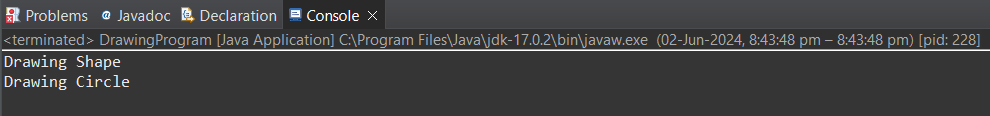 Problems @ Javadoc Declaration Console
<terminated> DrawingProgram [Java Application] C:\Program Files\Java\jdk-17.0.2\bin\javaw.exe (02-Jun-2024, 8:43:48 pm – 8:43:48 pm) [pid: 228]
Drawing Shape
Drawing Circle